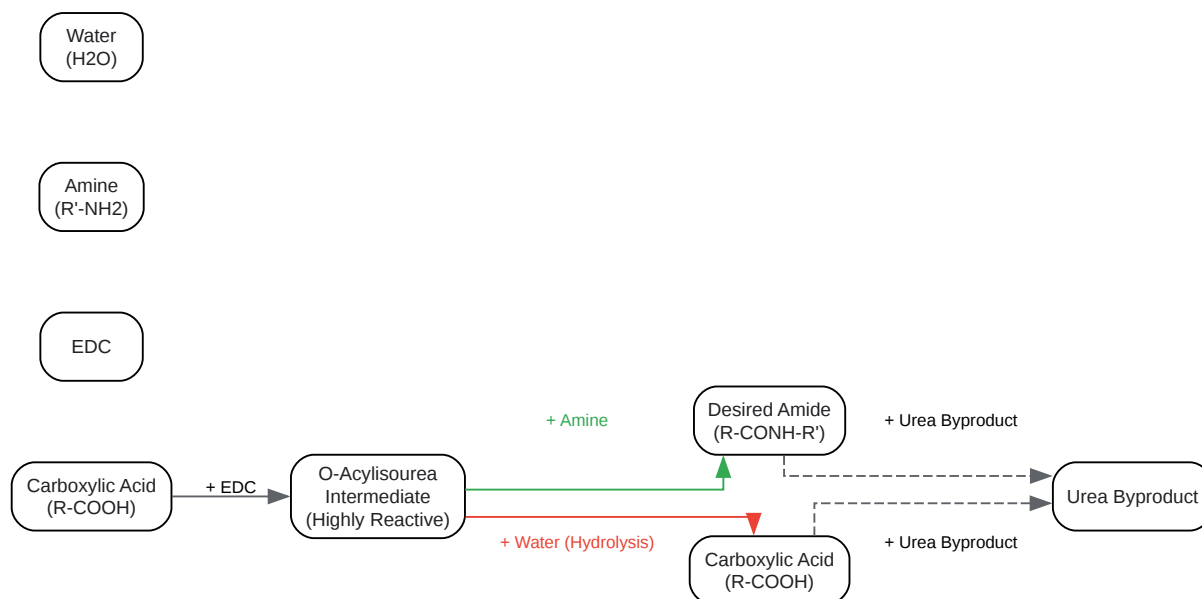 Water
(H2O)
Amine
(R'-NH2)
EDC
+ Amine
Desired Amide
(R-CONH-R')
+ Urea Byproduct
Carboxylic Acid
(R-COOH)
+ EDC
O-Acylisourea
Intermediate
(Highly Reactive)
Urea Byproduct
+ Water (Hydrolysis)
Carboxylic Acid
(R-COOH)
+ Urea Byproduct